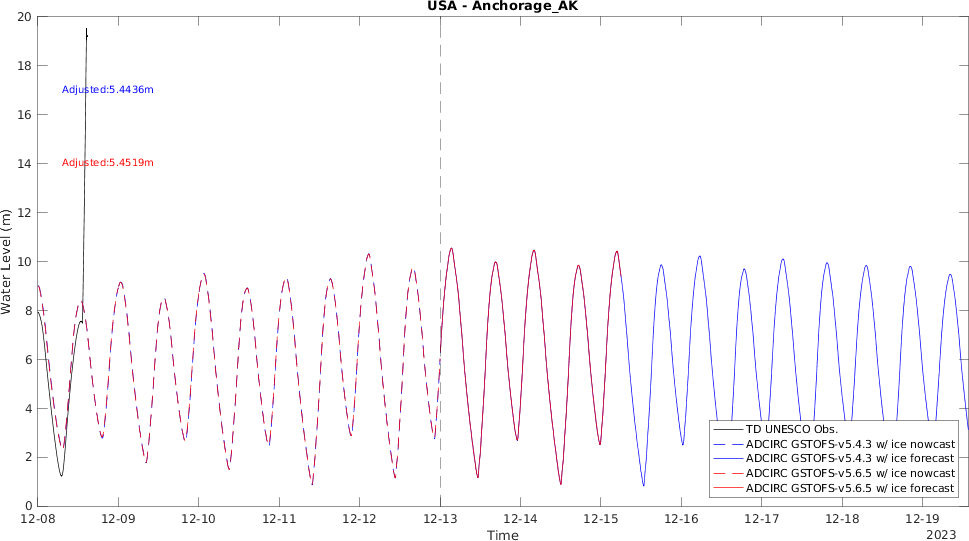 USA - Anchorage_AK
20
18
16
14
12
10
8
6
4
2
0
Water Level (m)
Adjusted:5.4436m
Adjusted:5.4519m
TD UNESCO Obs.
ADCIRC GSTOFS-v5.4.3 w/ ice nowcast
ADCIRC GSTOFS-v5.4.3 w/ ice forecast
ADCIRC GSTOFS-v5.6.5 w/ ice nowcast
ADCIRC GSTOFS-v5.6.5 w/ ice forecast
12-08 12-09 12-10 12-11 12-12 12-13 12-14 12-15 12-16 12-17 12-18 12-19
Time
2023